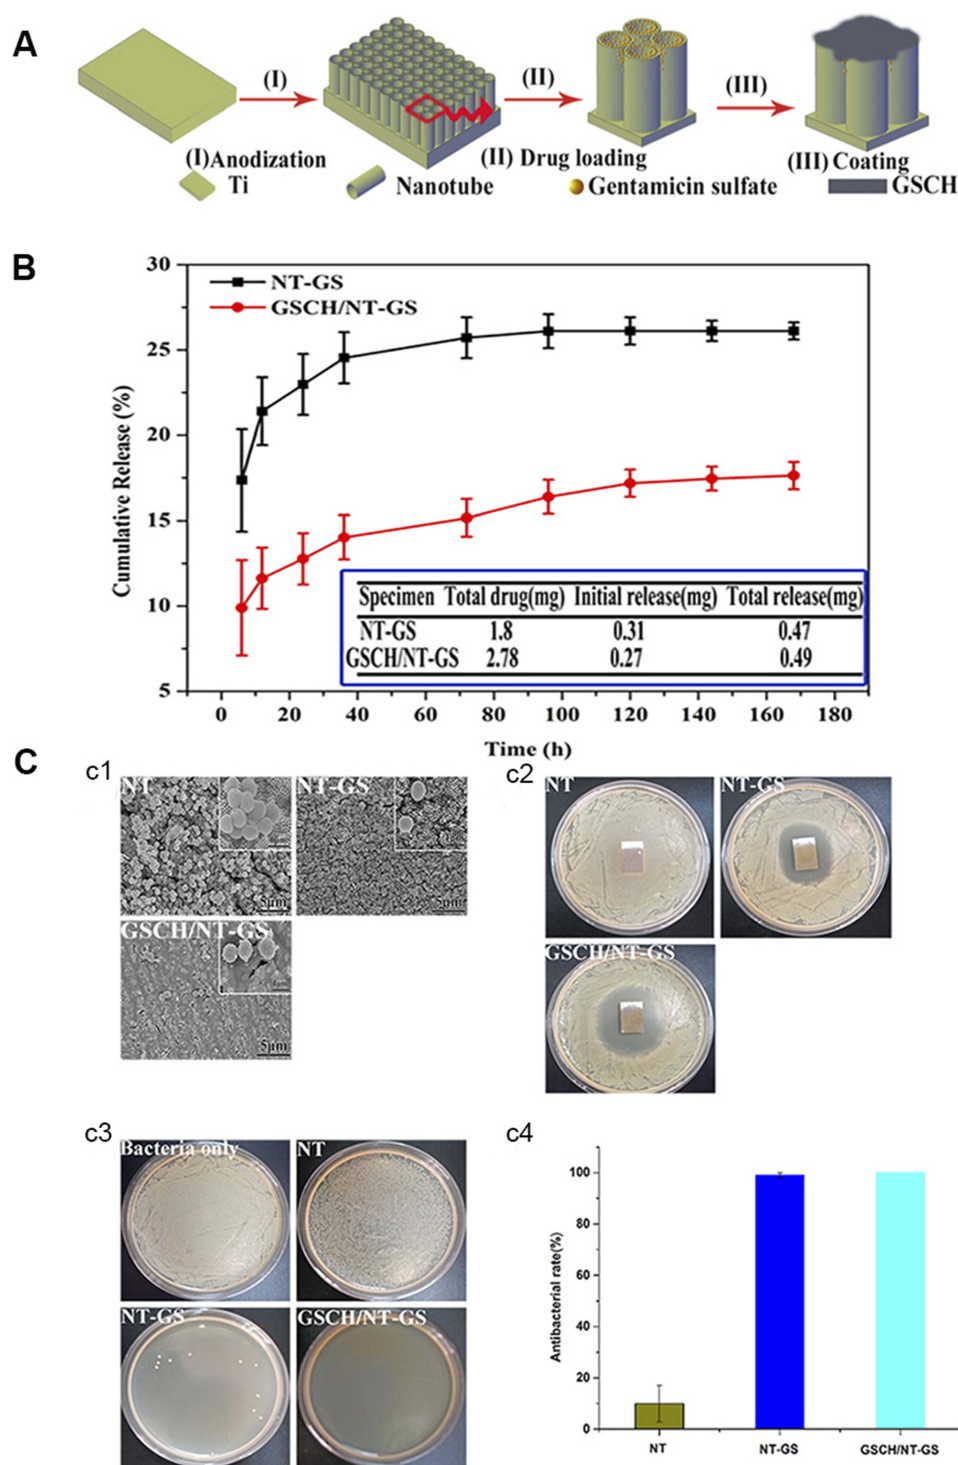 A
(I)
(II)
(III)
(I)Anodization
(II) Drug loading
(III) Coating
Ti
Nanotube
Gentamicin sulfate
GSCH
B
30
25
20
15
10
5
Cumulative Release (%)
NT-GS
GSCH/NT-GS
Specimen Total drug(mg) Initial release(mg) Total release(mg)
NT-GS 1.8 0.31 0.47
GSCH/NT-GS 2.78 0.27 0.49
0 20 40 60 80 100 120 140 160 180
Time (h)
C
c1
NT
5μm
NT-GS
5μm
GSCH/NT-GS
5μm
c2
NT
NT-GS
GSCH/NT-GS
c3
Bacteria only
NT
NT-GS
GSCH/NT-GS
c4
100
80
60
40
20
0
Antibacterial rate(%)
NT NT-GS GSCH/NT-GS